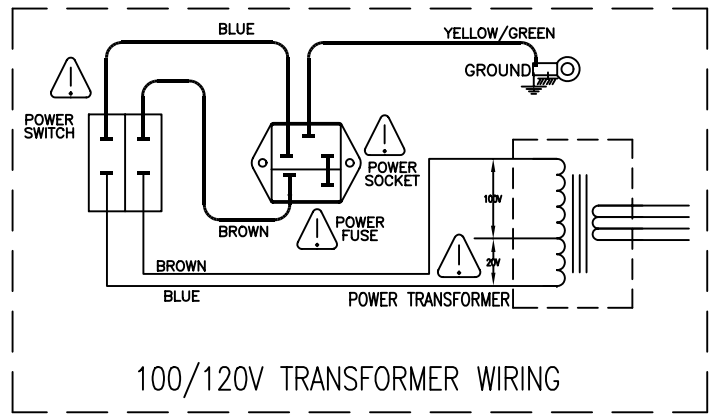 BLUE
YELLOW/GREEN
GROUND
POWER
SWITCH
POWER
SOCKET
100V
POWER
FUSE
BROWN
BROWN
20V
BLUE
POWER TRANSFORMER
100/120V TRANSFORMER WIRING